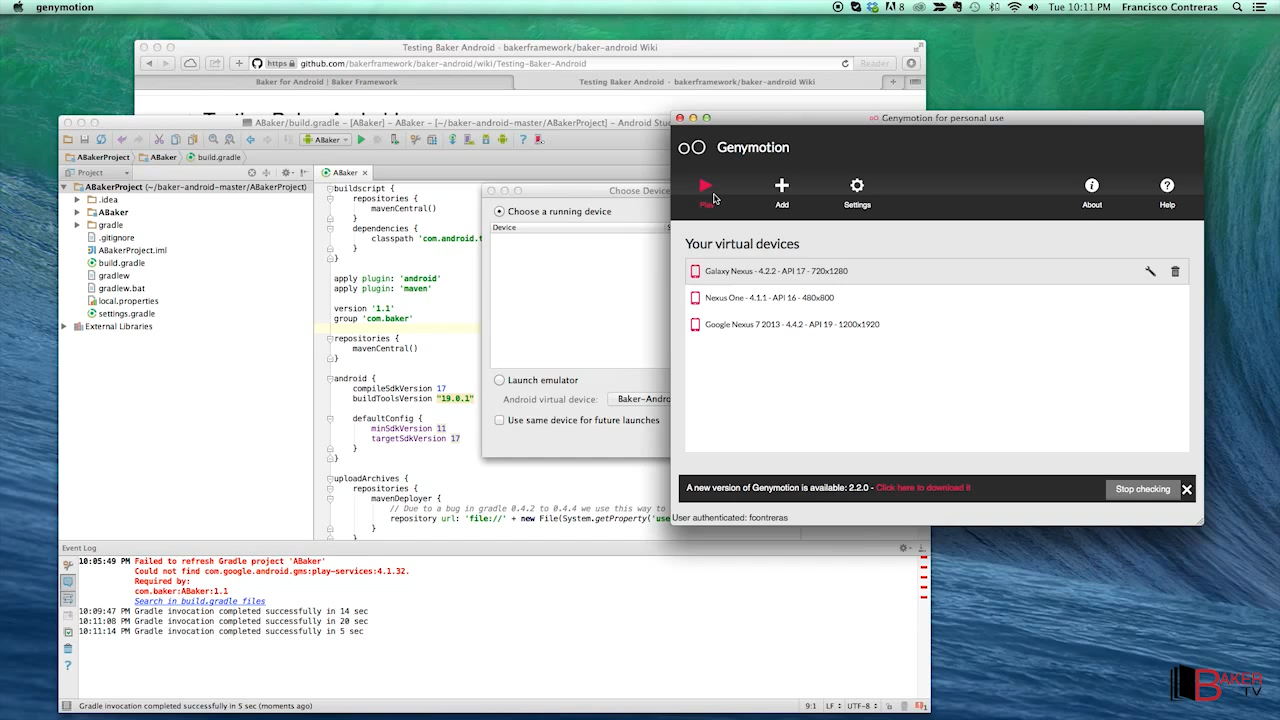 genymotion
8
Tue 10:11 PM
Francisco Contreras
Testing Baker Android · bakerframework/baker-android Wiki
https
github.com/bakerframework/baker-android/wiki/Testing-Baker-Android
Reader
Baker for Android | Baker Framework
Testing Baker Android · bakerframework/baker-android Wiki
ABaker/build.gradle – [ABaker] – ABakerProject – [~/baker-android-master/ABakerProject] – Android Stu
ABaker
ABakerProject
ABaker
build.gradle
Project
ABaker
ABakerProject (~/baker-android-master/ABakerProject)
.idea
ABaker
gradle
.gitignore
ABakerProject.iml
build.gradle
gradlew
gradlew.bat
local.properties
settings.gradle
External Libraries
buildscript {
repositories {
mavenCentral()
}
dependencies {
classpath 'com.android.t
}
}
apply plugin: 'android'
apply plugin: 'maven'
version '1.1'
group 'com.baker'
repositories {
mavenCentral()
}
android {
compileSdkVersion 17
buildToolsVersion "19.0.1"
defaultConfig {
minSdkVersion 11
targetSdkVersion 17
}
}
uploadArchives {
repositories {
mavenDeployer {
// Due to a bug in gradle 0.4.2 to 0.4.4 we use this way to
repository url: 'file://' + new File(System.getProperty('use
}
Choose Devic
Choose a running device
Device
S
Launch emulator
Android virtual device:
Baker-Andro
Use same device for future launches
Genymotion for personal use
Genymotion
Play
Add
Settings
About
Help
Your virtual devices
Galaxy Nexus - 4.2.2 - API 17 - 720x1280
Nexus One - 4.1.1 - API 16 - 480x800
Google Nexus 7 2013 - 4.4.2 - API 19 - 1200x1920
A new version of Genymotion is available: 2.2.0 - Click here to download it
Stop checking
User authenticated: fcontreras
Event Log
10:05:49 PM Failed to refresh Gradle project 'ABaker'
Could not find com.google.android.gms:play-services:4.1.32.
Required by:
com.baker:ABaker:1.1
Search in build.gradle files
10:09:47 PM Gradle invocation completed successfully in 14 sec
10:11:08 PM Gradle invocation completed successfully in 20 sec
10:11:14 PM Gradle invocation completed successfully in 5 sec
Gradle invocation completed successfully in 5 sec (moments ago)
9:1
LF
UTF-8
BAKER
TV